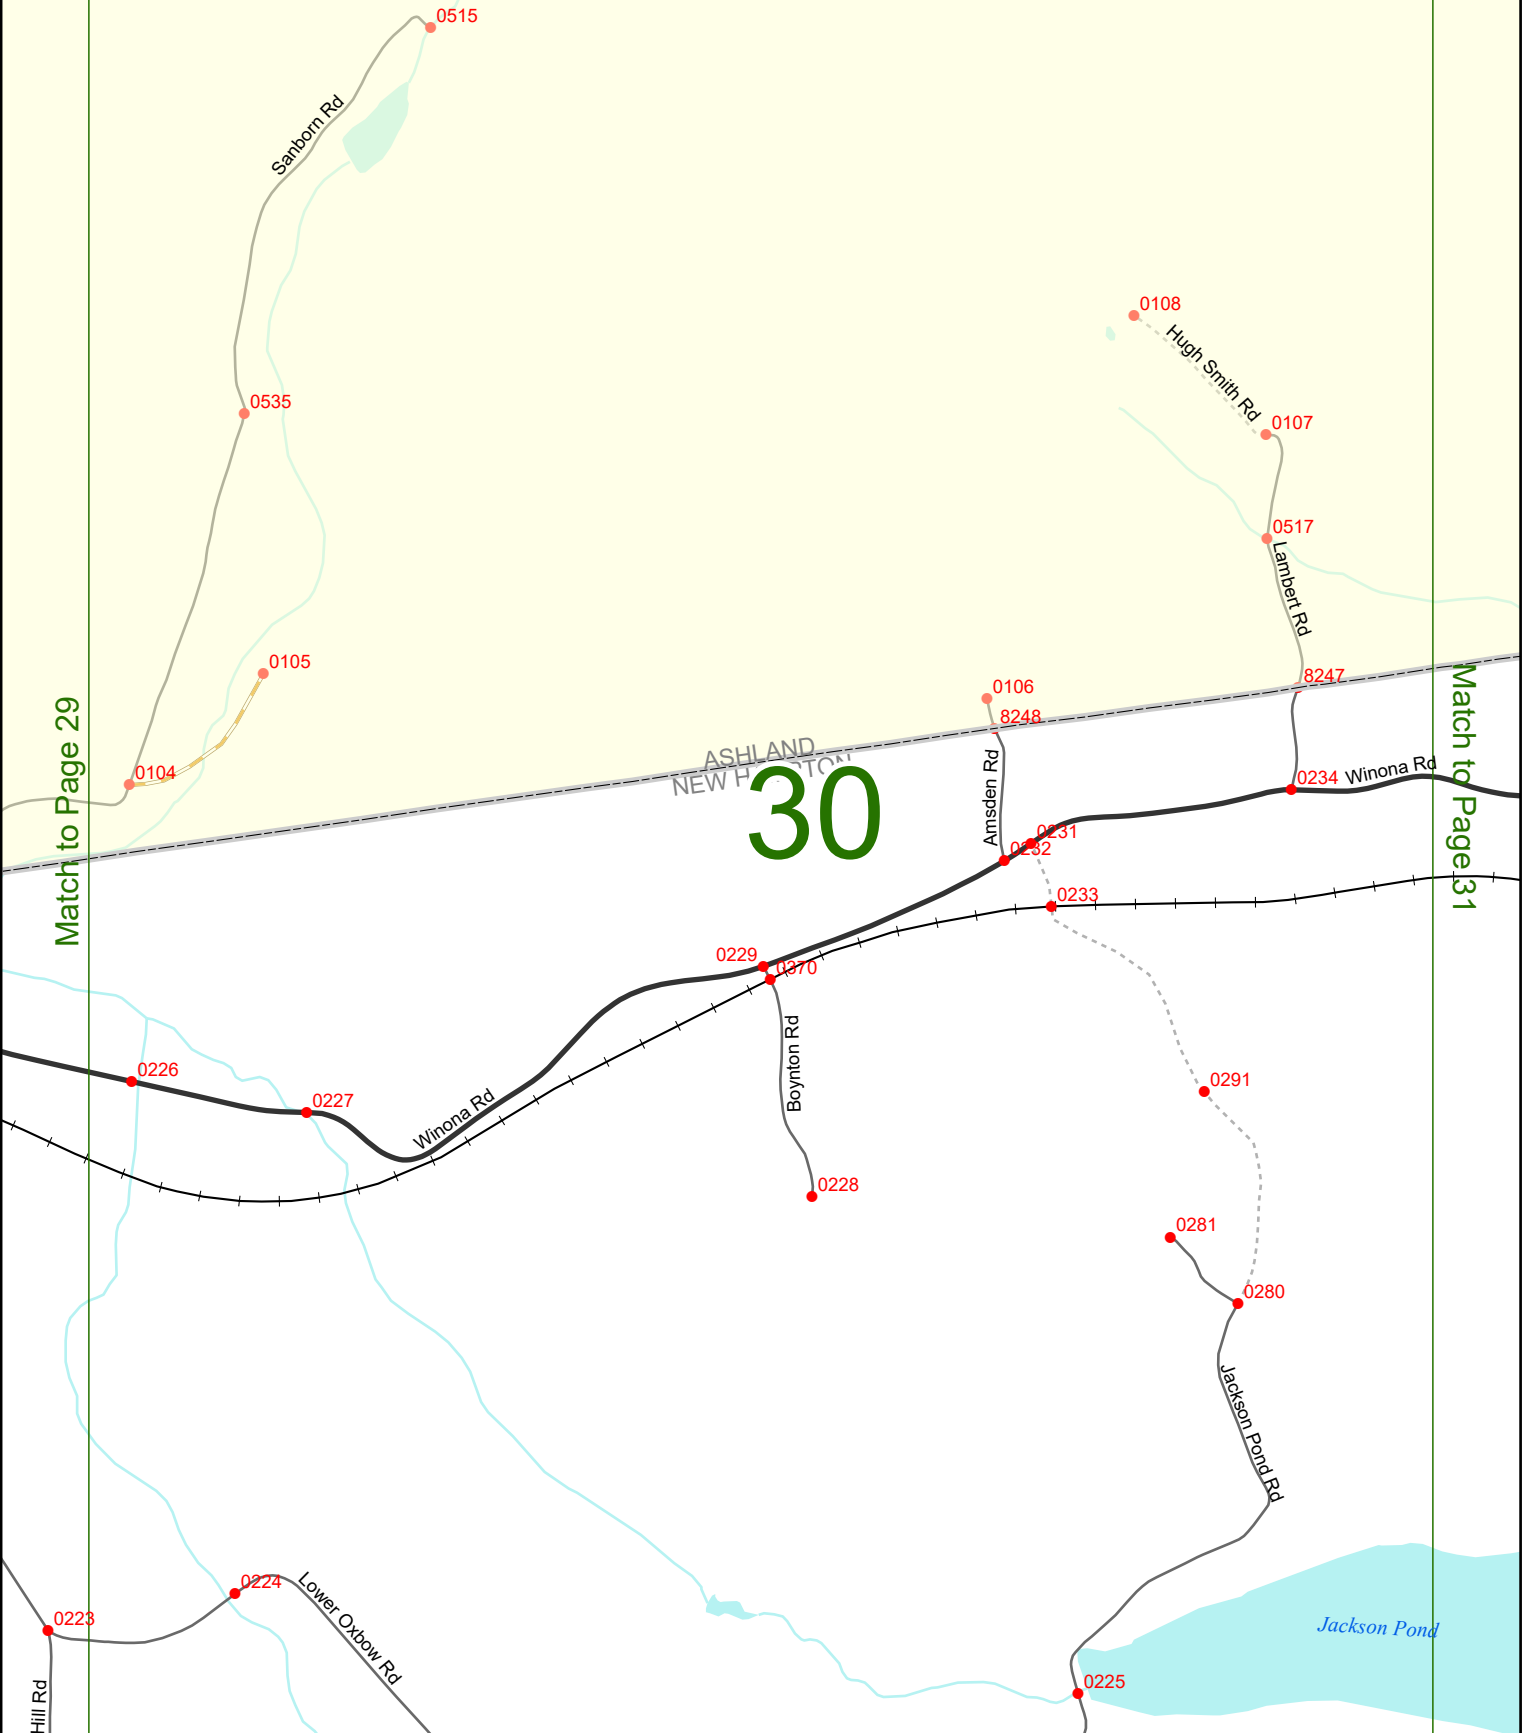 0515
Sanborn Rd
0108
Hugh Smith Rd
0535
0107
0517
Lambert Rd
0105
8247
0106
8248
Match to Page 29
Match to Page 31
ASHLAND
NEW
30
0104
0234
Winona Rd
Amsden Rd
0231
0232
0233
0229
0370
Boynton Rd
0226
0227
Winona Rd
0291
0228
0281
0280
Jackson Pond Rd
0224
Lower Oxbow Rd
0223
Jackson Pond
0225
Hill Rd